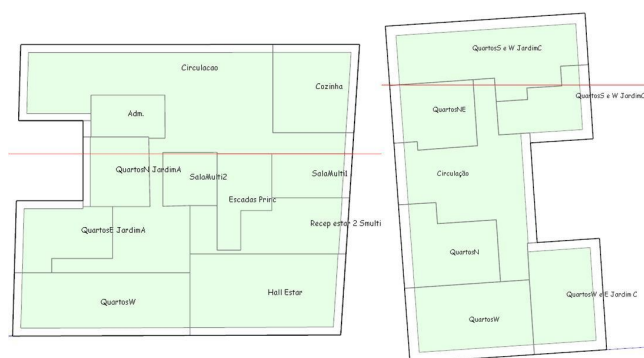 Circulacao
Cozinha
Adm.
QuartosN JardimA
SalaMulti2
SalaMulti1
Escadas Princ
Recep estar 2 Smulti
QuartosE JardimA
Hall Estar
QuartosW
QuartosS e W JardimC
QuartosS e W JardimC
QuartosNE
Circulação
QuartosN
QuartosW e E Jardim C
QuartosW